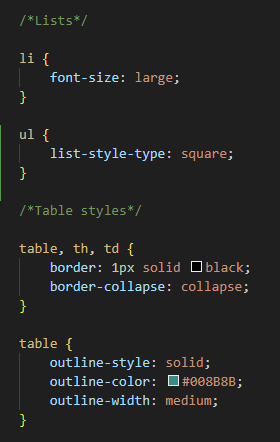 /*Lists*/
li {
font-size: large;
}
ul {
list-style-type: square;
}
/*Table styles*/
table, th, td {
border: 1px solid black;
border-collapse: collapse;
}
table {
outline-style: solid;
outline-color: #008B8B;
outline-width: medium;
}